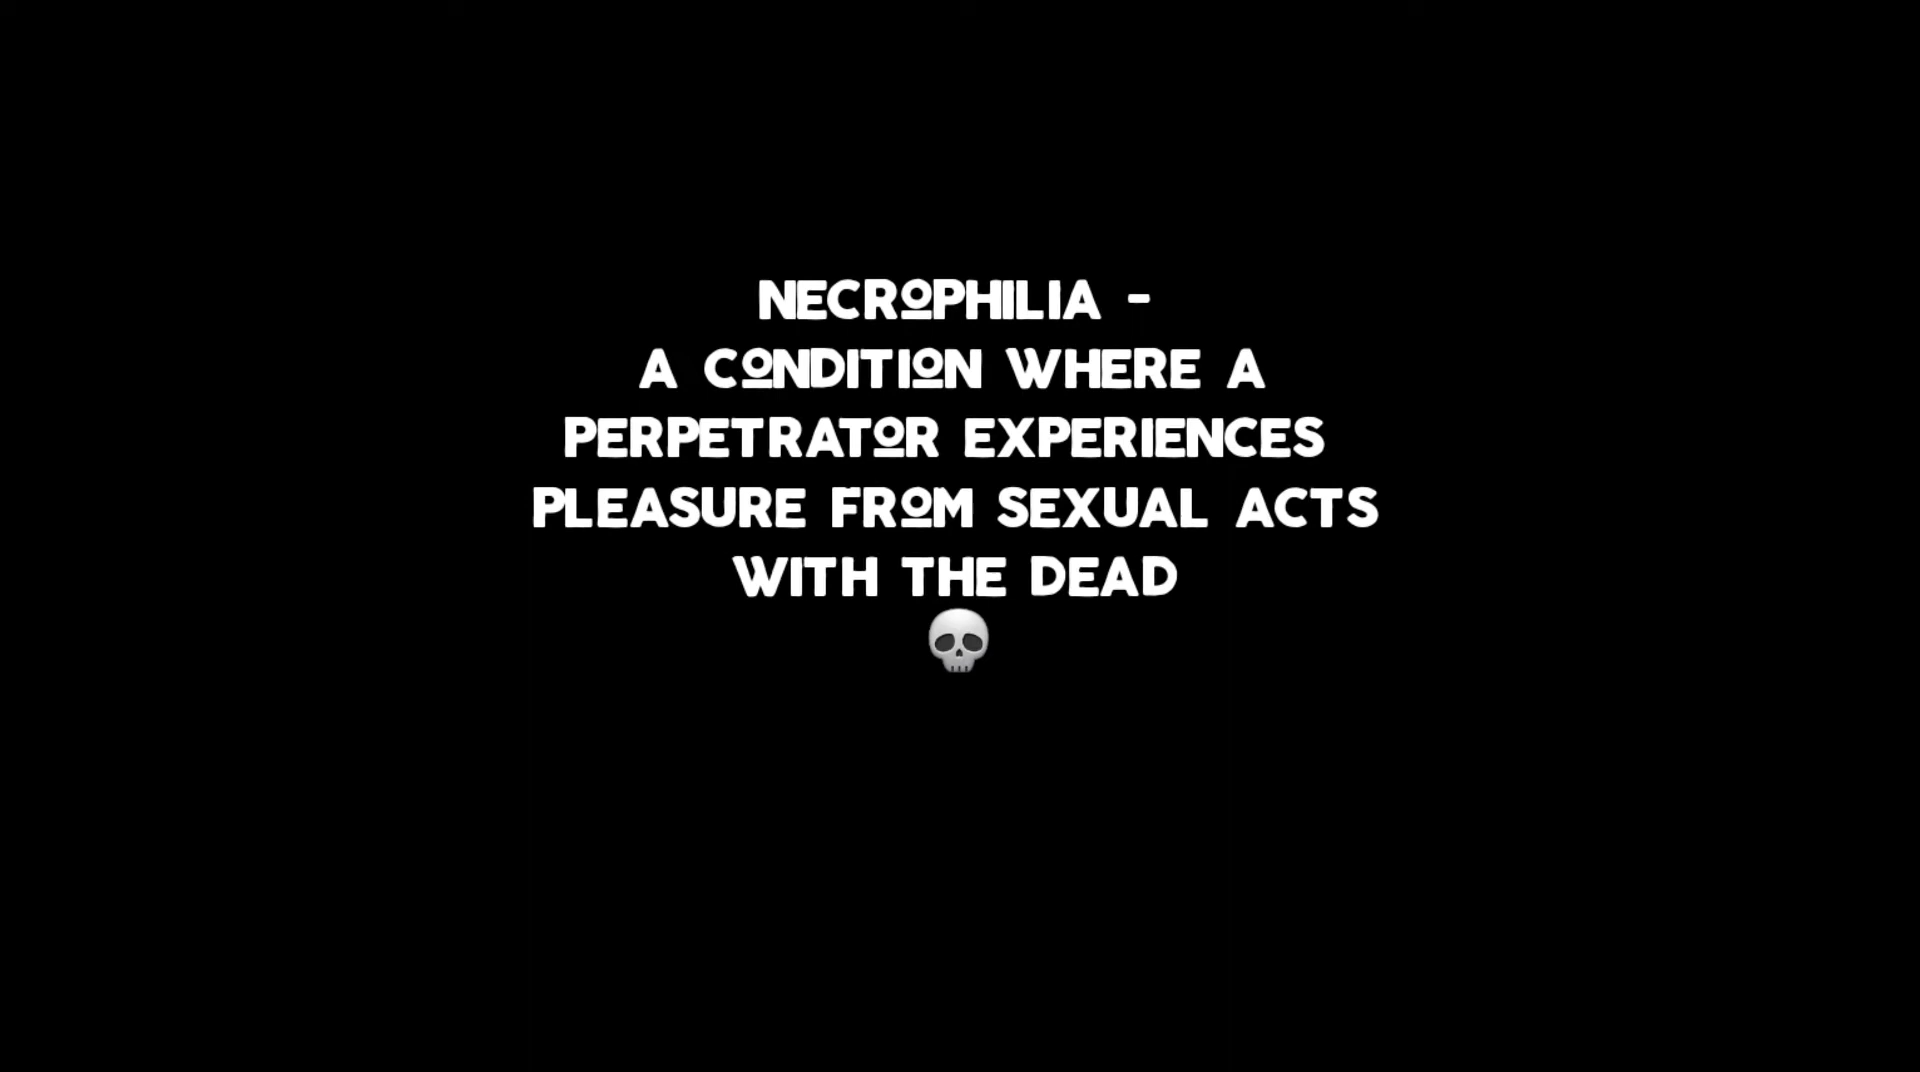 NECROPHILIA -
A CONDITION WHERE A
PERPETRATOR EXPERIENCES
PLEASURE FROM SEXUAL ACTS
WITH THE DEAD
💀